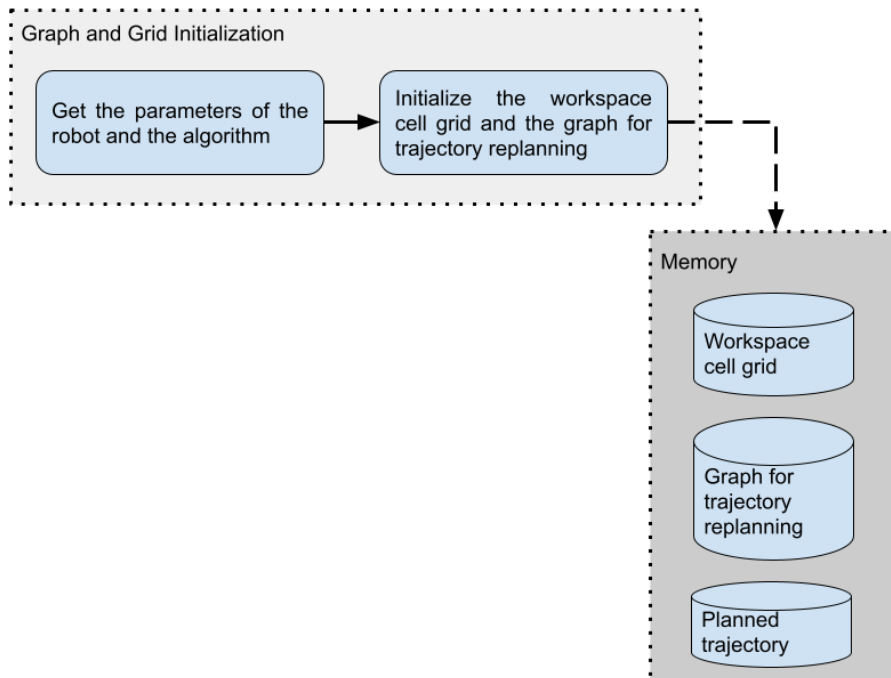 Graph and Grid Initialization
Get the parameters of the
robot and the algorithm
Initialize the workspace
cell grid and the graph for
trajectory replanning
Memory
Workspace
cell grid
Graph for
trajectory
replanning
Planned
trajectory